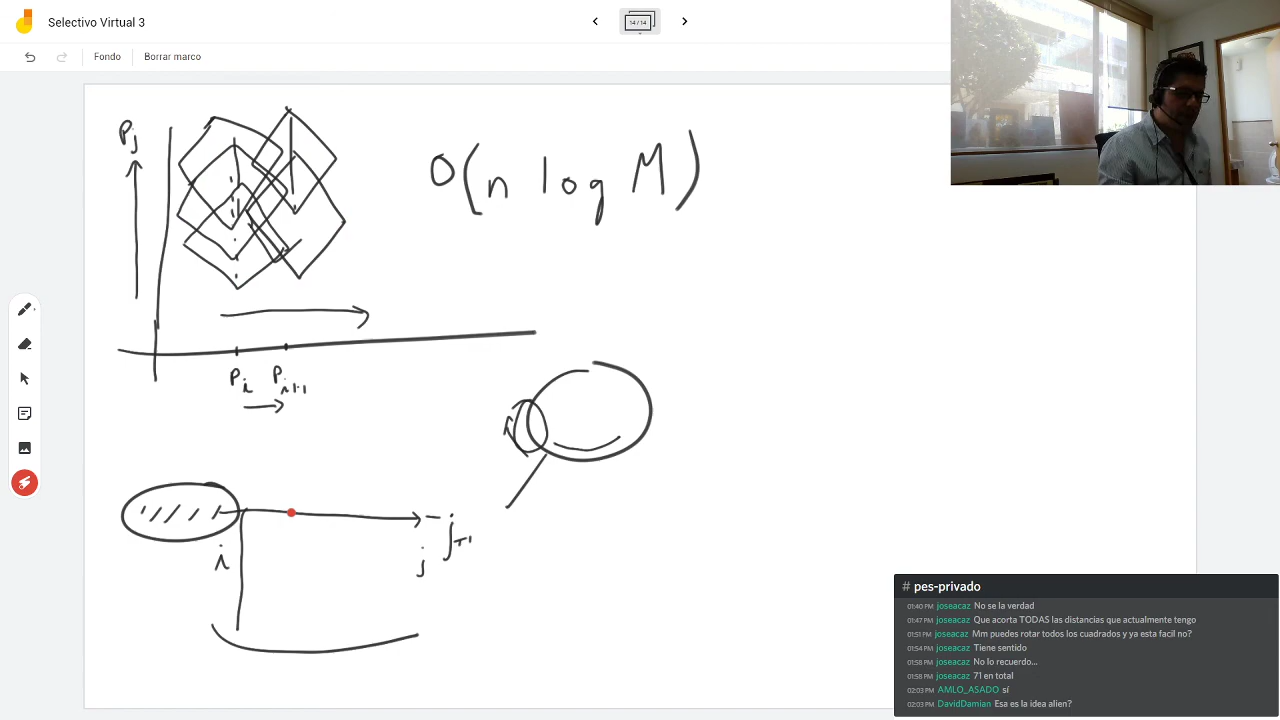 Selectivo Virtual 3
14 / 14
Fondo
Borrar marco
Pj
O(n log M)
Pi Pi+1
i
j
j+1
# pes-privado
01:40 PM joseacaz No se la verdad
01:47 PM joseacaz Que acorta TODAS las distancias que actualmente tengo
01:51 PM joseacaz Mm puedes rotar todos los cuadrados y ya esta facil no?
01:54 PM joseacaz Tiene sentido
01:58 PM joseacaz No lo recuerdo...
01:58 PM joseacaz 71 en total
02:03 PM AMLO_ASADO sí
02:03 PM DavidDamian Esa es la idea alien?